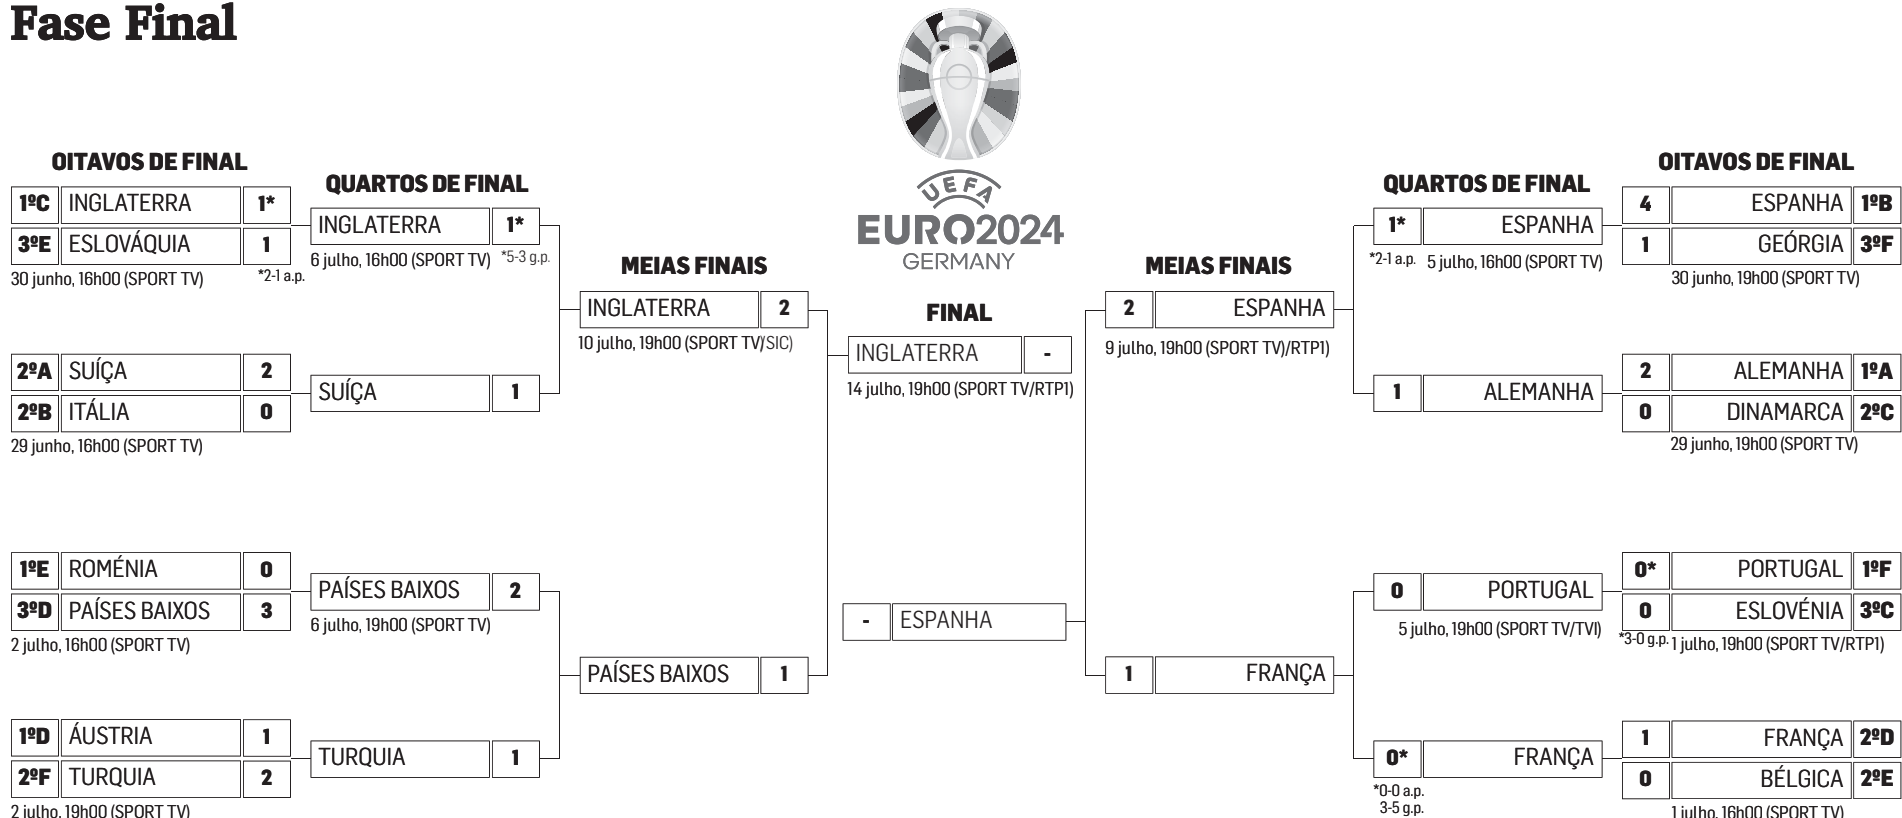 Fase Final
UEFA
EURO2024
GERMANY
OITAVOS DE FINAL
1ºC INGLATERRA 1*
3ºE ESLOVÁQUIA 1
30 junho, 16h00 (SPORT TV) *2-1 a.p.
2ºA SUÍÇA 2
2ºB ITÁLIA 0
29 junho, 16h00 (SPORT TV)
1ºE ROMÉNIA 0
3ºD PAÍSES BAIXOS 3
2 julho, 16h00 (SPORT TV)
1ºD ÁUSTRIA 1
2ºF TURQUIA 2
2 julho, 19h00 (SPORT TV)
QUARTOS DE FINAL
INGLATERRA 1*
6 julho, 16h00 (SPORT TV) *5-3 g.p.
SUÍÇA 1
PAÍSES BAIXOS 2
6 julho, 19h00 (SPORT TV)
TURQUIA 1
MEIAS FINAIS
INGLATERRA 2
10 julho, 19h00 (SPORT TV/SIC)
PAÍSES BAIXOS 1
FINAL
INGLATERRA -
14 julho, 19h00 (SPORT TV/RTP1)
- ESPANHA
MEIAS FINAIS
2 ESPANHA
9 julho, 19h00 (SPORT TV)/RTP1)
1 FRANÇA
QUARTOS DE FINAL
1* ESPANHA
*2-1 a.p. 5 julho, 16h00 (SPORT TV)
1 ALEMANHA
0 PORTUGAL
5 julho, 19h00 (SPORT TV/TVI)
0* FRANÇA
*0-0 a.p.
3-5 g.p.
OITAVOS DE FINAL
4 ESPANHA 1ºB
1 GEÓRGIA 3ºF
30 junho, 19h00 (SPORT TV)
2 ALEMANHA 1ºA
0 DINAMARCA 2ºC
29 junho, 19h00 (SPORT TV)
0* PORTUGAL 1ºF
0 ESLOVÉNIA 3ºC
*3-0 g.p. 1 julho, 19h00 (SPORT TV/RTP1)
1 FRANÇA 2ºD
0 BÉLGICA 2ºE
1 julho, 16h00 (SPORT TV)